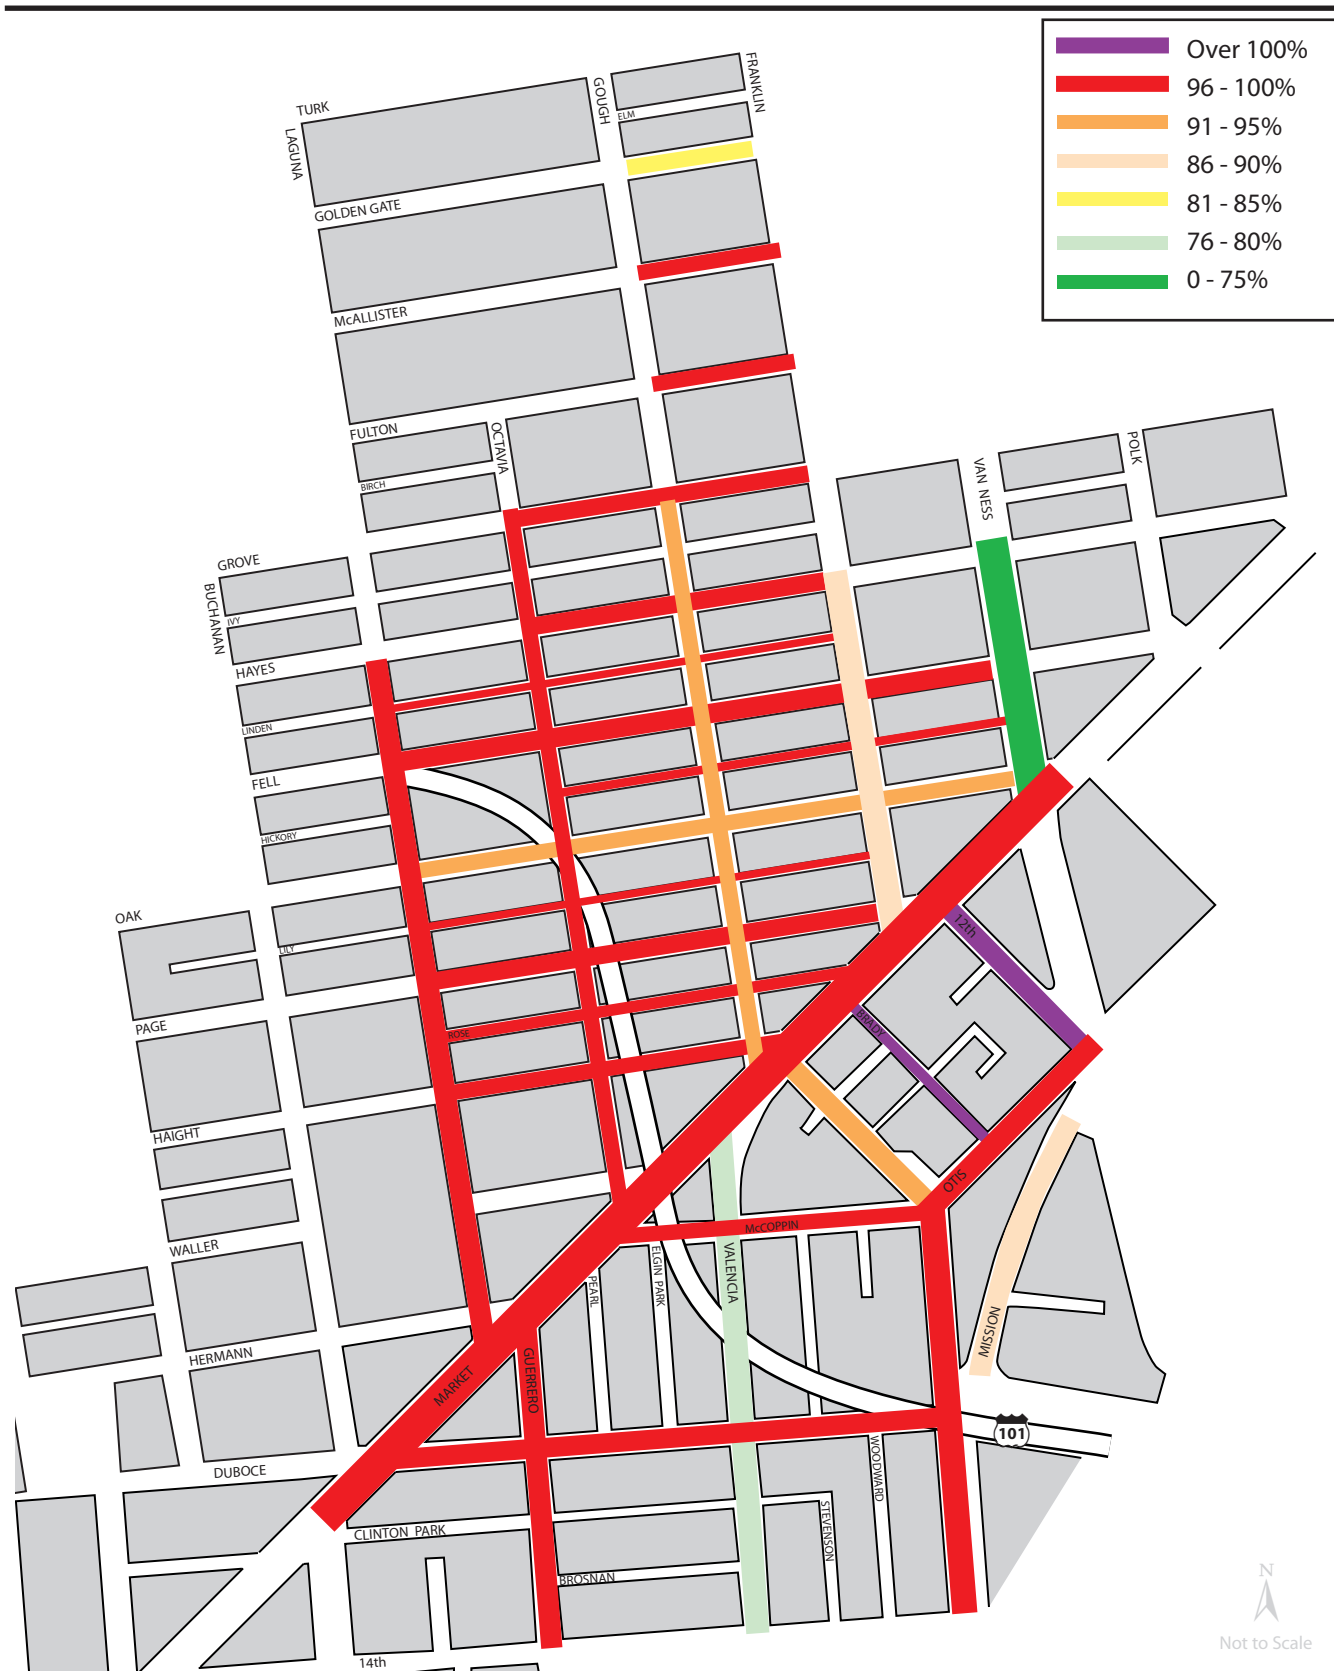 Over 100%
96 - 100%
91 - 95%
86 - 90%
81 - 85%
76 - 80%
0 - 75%
FRANKLIN
GOUGH
TURK
ELM
LAGUNA
GOLDEN GATE
McALLISTER
FULTON
OCTAVIA
POLK
VAN NESS
BIRCH
GROVE
BUCHANAN
IVY
HAYES
LINDEN
FELL
HICKORY
OAK
12th
LILY
PAGE
BRADY
ROSE
HAIGHT
OTIS
McCOPPIN
WALLER
VALENCIA
ELGIN PARK
PEARL
MISSION
HERMANN
GUERRERO
MARKET
101
DUBOCE
WOODWARD
STEVENSON
CLINTON PARK
BROSNAN
14th
N
Not to Scale